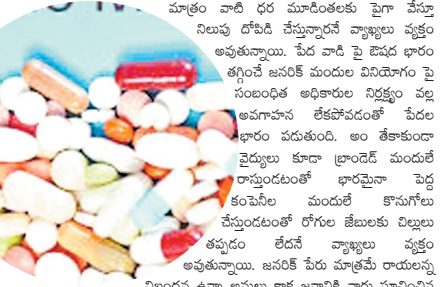 మాత్రం వాటి ధర మూడింతలకు పైగా వేస్తూ
నిలుపు దోపిడి చేస్తున్నారనే వ్యాఖ్యలు వ్యక్తం
అవుతున్నాయి. పేద వాడి పై ఔషద భారం
తగ్గించే జనరిక్ మందుల వినియోగం పై
సంబంధిత అధికారుల నిర్లక్ష్యం వల్ల
అవగాహన లేకపోవడంతో పేదల
భారం పడుతుంది. అం తేకాకుండా
వైద్యులు కూడా బ్రాండెడ్ మందులే
రాస్తుండటంతో భారమైనా పెద్ద
కంపెనీల మందులే కొనుగోలు
చేస్తుండటంతో రోగుల జేబులకు చిల్లులు
తప్పడం లేదనే వ్యాఖ్యలు వ్యక్తం
అవుతున్నాయి. జనరిక్ పేరు మాత్రమే రాయలన్న